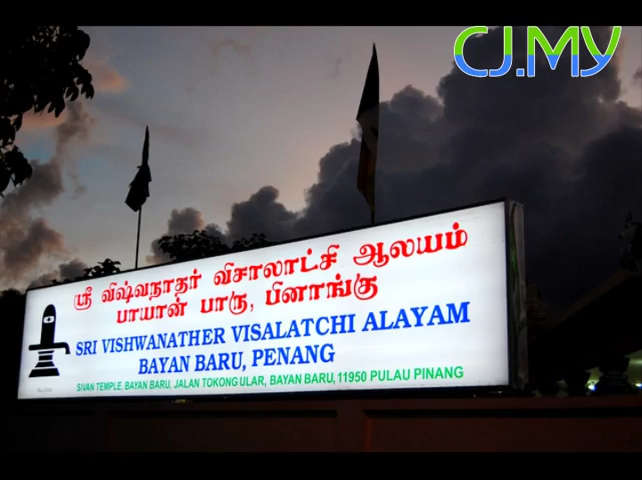 CJ.MY
ஸ்ரீ விஷ்வநாதர் விசாலாட்சி ஆலயம்
பாயான் பாரு, பினாங்கு
SRI VISHWANATHER VISALATCHI ALAYAM
BAYAN BARU, PENANG
SIVAN TEMPLE, BAYAN BARU, JALAN TOKONG ULAR, BAYAN BARU, 11950 PULAU PINANG